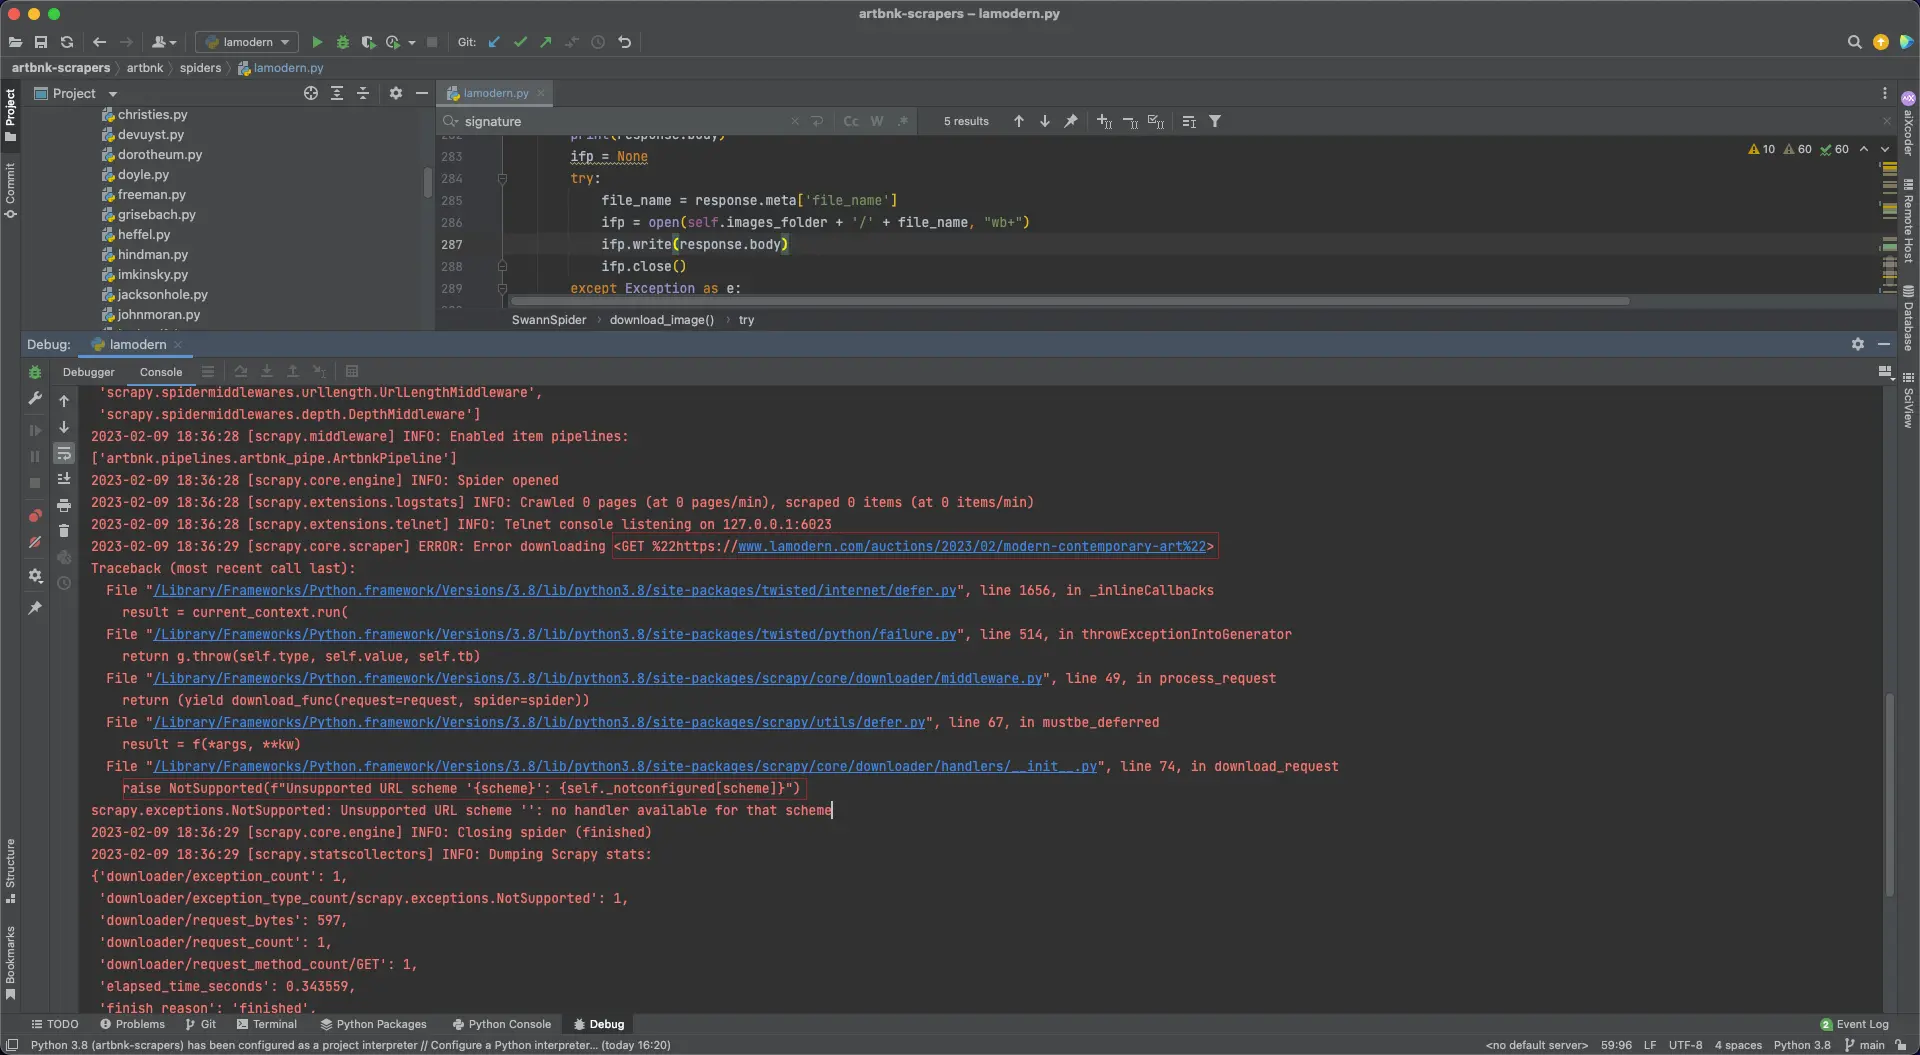 artbnk-scrapers – lamodern.py
lamodern
Git:
artbnk-scrapers
artbnk
spiders
lamodern.py
Project
lamodern.py
christies.py
devuyst.py
dorotheum.py
doyle.py
freeman.py
grisebach.py
heffel.py
hindman.py
imkinsky.py
jacksonhole.py
johnmoran.py
signature
Cc
W
.*
5 results
10
60
60
print(response.body)
283 ifp = None
284 try:
285 file_name = response.meta['file_name']
286 ifp = open(self.images_folder + '/' + file_name, "wb+")
287 ifp.write(response.body)
288 ifp.close()
289 except Exception as e:
SwannSpider
download_image()
try
Debug:
lamodern
Debugger
Console
'scrapy.spidermiddlewares.urllength.UrlLengthMiddleware',
'scrapy.spidermiddlewares.depth.DepthMiddleware']
2023-02-09 18:36:28 [scrapy.middleware] INFO: Enabled item pipelines:
['artbnk.pipelines.artbnk_pipe.ArtbnkPipeline']
2023-02-09 18:36:28 [scrapy.core.engine] INFO: Spider opened
2023-02-09 18:36:28 [scrapy.extensions.logstats] INFO: Crawled 0 pages (at 0 pages/min), scraped 0 items (at 0 items/min)
2023-02-09 18:36:28 [scrapy.extensions.telnet] INFO: Telnet console listening on 127.0.0.1:6023
2023-02-09 18:36:29 [scrapy.core.scraper] ERROR: Error downloading <GET %22https://www.lamodern.com/auctions/2023/02/modern-contemporary-art%22>
Traceback (most recent call last):
File "/Library/Frameworks/Python.framework/Versions/3.8/lib/python3.8/site-packages/twisted/internet/defer.py", line 1656, in _inlineCallbacks
result = current_context.run(
File "/Library/Frameworks/Python.framework/Versions/3.8/lib/python3.8/site-packages/twisted/python/failure.py", line 514, in throwExceptionIntoGenerator
return g.throw(self.type, self.value, self.tb)
File "/Library/Frameworks/Python.framework/Versions/3.8/lib/python3.8/site-packages/scrapy/core/downloader/middleware.py", line 49, in process_request
return (yield download_func(request=request, spider=spider))
File "/Library/Frameworks/Python.framework/Versions/3.8/lib/python3.8/site-packages/scrapy/utils/defer.py", line 67, in mustbe_deferred
result = f(*args, **kw)
File "/Library/Frameworks/Python.framework/Versions/3.8/lib/python3.8/site-packages/scrapy/core/downloader/handlers/__init__.py", line 74, in download_request
raise NotSupported(f"Unsupported URL scheme '{scheme}': {self._notconfigured[scheme]}")
scrapy.exceptions.NotSupported: Unsupported URL scheme '': no handler available for that scheme
2023-02-09 18:36:29 [scrapy.core.engine] INFO: Closing spider (finished)
2023-02-09 18:36:29 [scrapy.statscollectors] INFO: Dumping Scrapy stats:
{'downloader/exception_count': 1,
'downloader/exception_type_count/scrapy.exceptions.NotSupported': 1,
'downloader/request_bytes': 597,
'downloader/request_count': 1,
'downloader/request_method_count/GET': 1,
'elapsed_time_seconds': 0.343559,
'finish_reason': 'finished',
Project
Commit
Structure
Bookmarks
aiXcoder
Remote Host
Database
SciView
TODO
Problems
Git
Terminal
Python Packages
Python Console
Debug
2 Event Log
Python 3.8 (artbnk-scrapers) has been configured as a project interpreter // Configure a Python interpreter... (today 16:20)
<no default server>
59:96
LF
UTF-8
4 spaces
Python 3.8
main